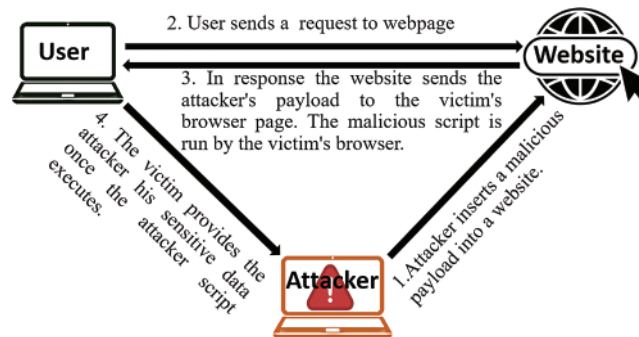 2. User sends a request to webpage
User
Website
3. In response the website sends the
attacker's payload to the victim's
browser page. The malicious script is
run by the victim's browser.
4. The victim provides the
attacker his sensitive data
once the attacker script
executes.
1.Attacker inserts a malicious
payload into a website.
Attacker